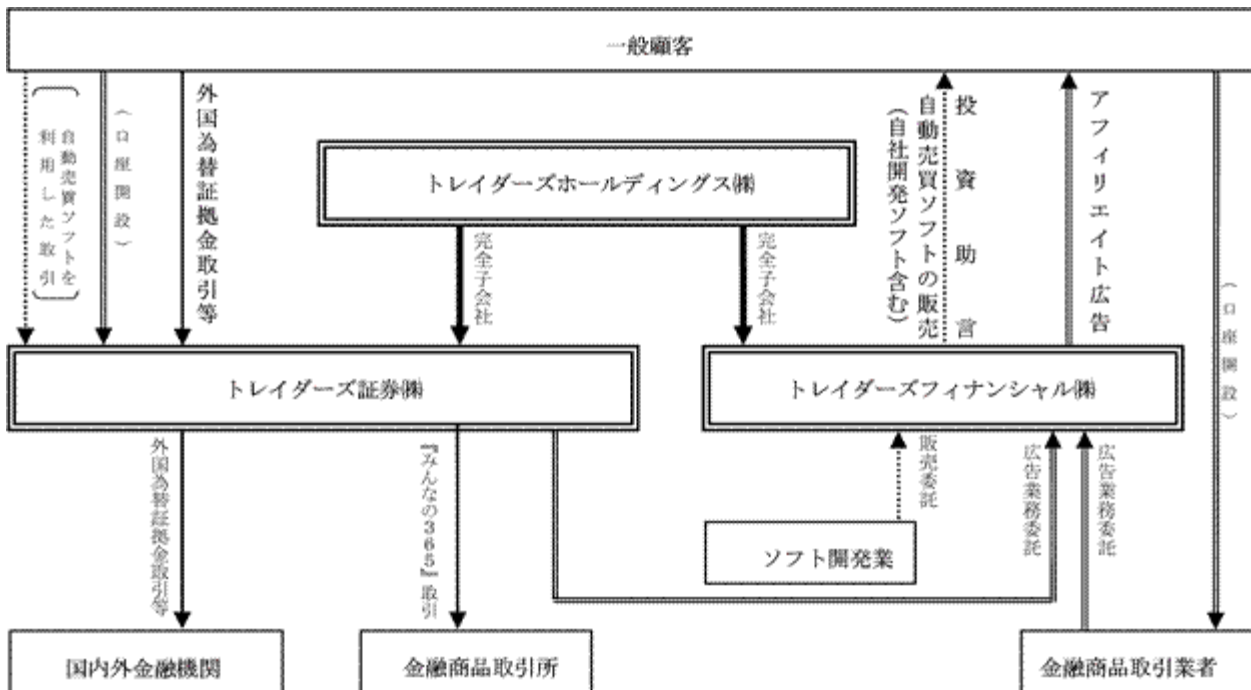 一般顧客
自動売買ソフトを
利用した取引
(口座開設)
外国為替証拠金取引等
トレイダーズホールディングス㈱
投資助言
自動売買ソフトの販売
(自社開発ソフト含む)
アフィリエイト広告
(口座開設)
完全子会社
完全子会社
トレイダーズ証券㈱
トレイダーズフィナンシャル㈱
外国為替証拠金取引等
『みんなの365』取引
販売委託
広告業務委託
広告業務委託
ソフト開発業
国内外金融機関
金融商品取引所
金融商品取引業者